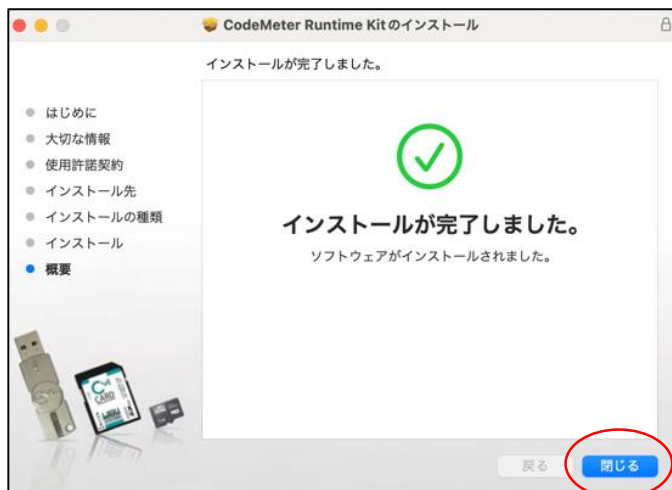 CodeMeter Runtime Kitのインストール
インストールが完了しました。
はじめに
大切な情報
使用許諾契約
インストール先
インストールの種類
インストール
概要
インストールが完了しました。
ソフトウェアがインストールされました。
CARD
戻る
閉じる